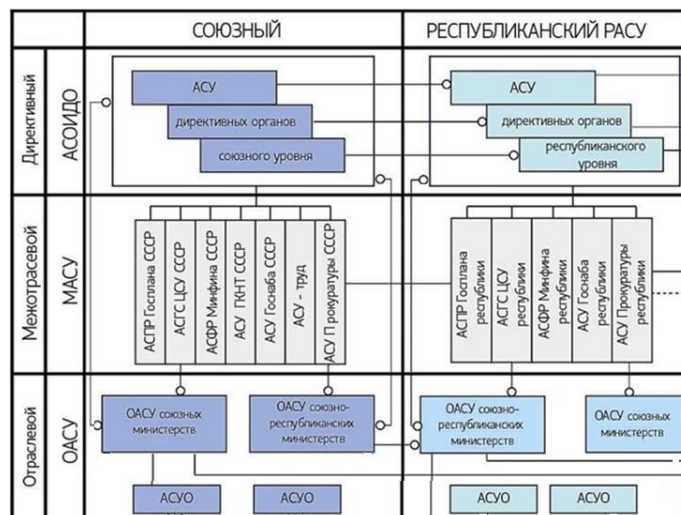 СОЮЗНЫЙ
РЕСПУБЛИКАНСКИЙ РАСУ
Директивный
АСОИДО
АСУ
директивных органов
союзного уровня
АСУ
директивных органов
республиканского
уровня
Межотрасевой
МАСУ
АСПР Госплана СССР
АСГС ЦСУ СССР
АСФР Минфина СССР
АСУ ГКНТ СССР
АСУ Госнаба СССР
АСУ - труд
АСУ П рокуратуры СССР
АСПР Госплана
республики
АСГС ЦСУ
республики
АСФР Минфина
республики
АСУ Госнаба
республики
АСУ Прокуратуры
республики
Отраслевой
ОАСУ
ОАСУ союзных
министерств
ОАСУ союзно-
республиканских
министерств
ОАСУ союзно-
республиканских
министерств
ОАСУ союзных
министерств
АСУО
АСУО
АСУО
АСУО